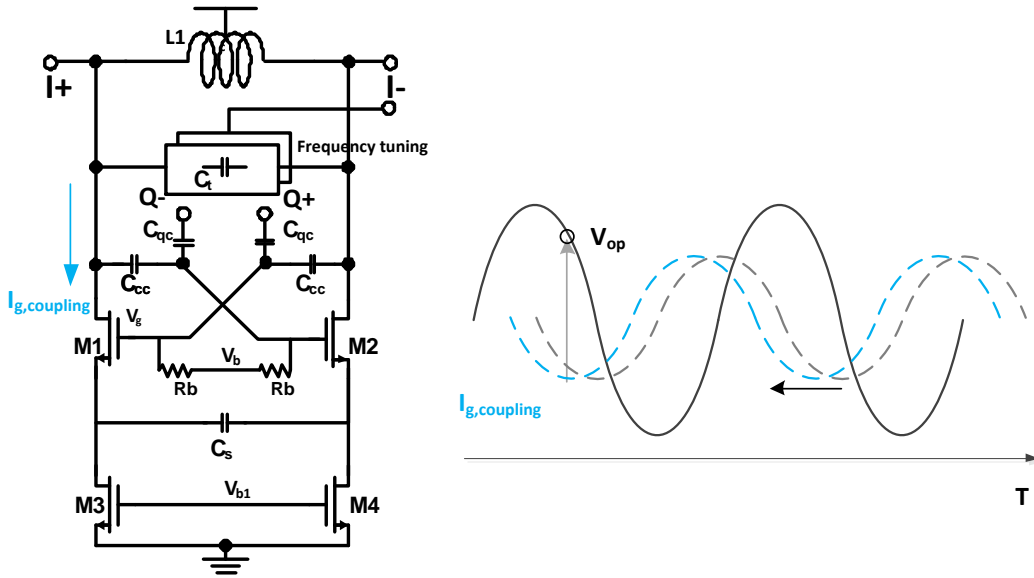 L1
I+
I-
Frequency tuning
Ct
Q-
Q+
Cqc
Cqc
Ccc
Ccc
Ig,coupling
Vg
M1
M2
Vb
Rb
Rb
Cs
Vb1
M3
M4
Vop
Ig,coupling
T